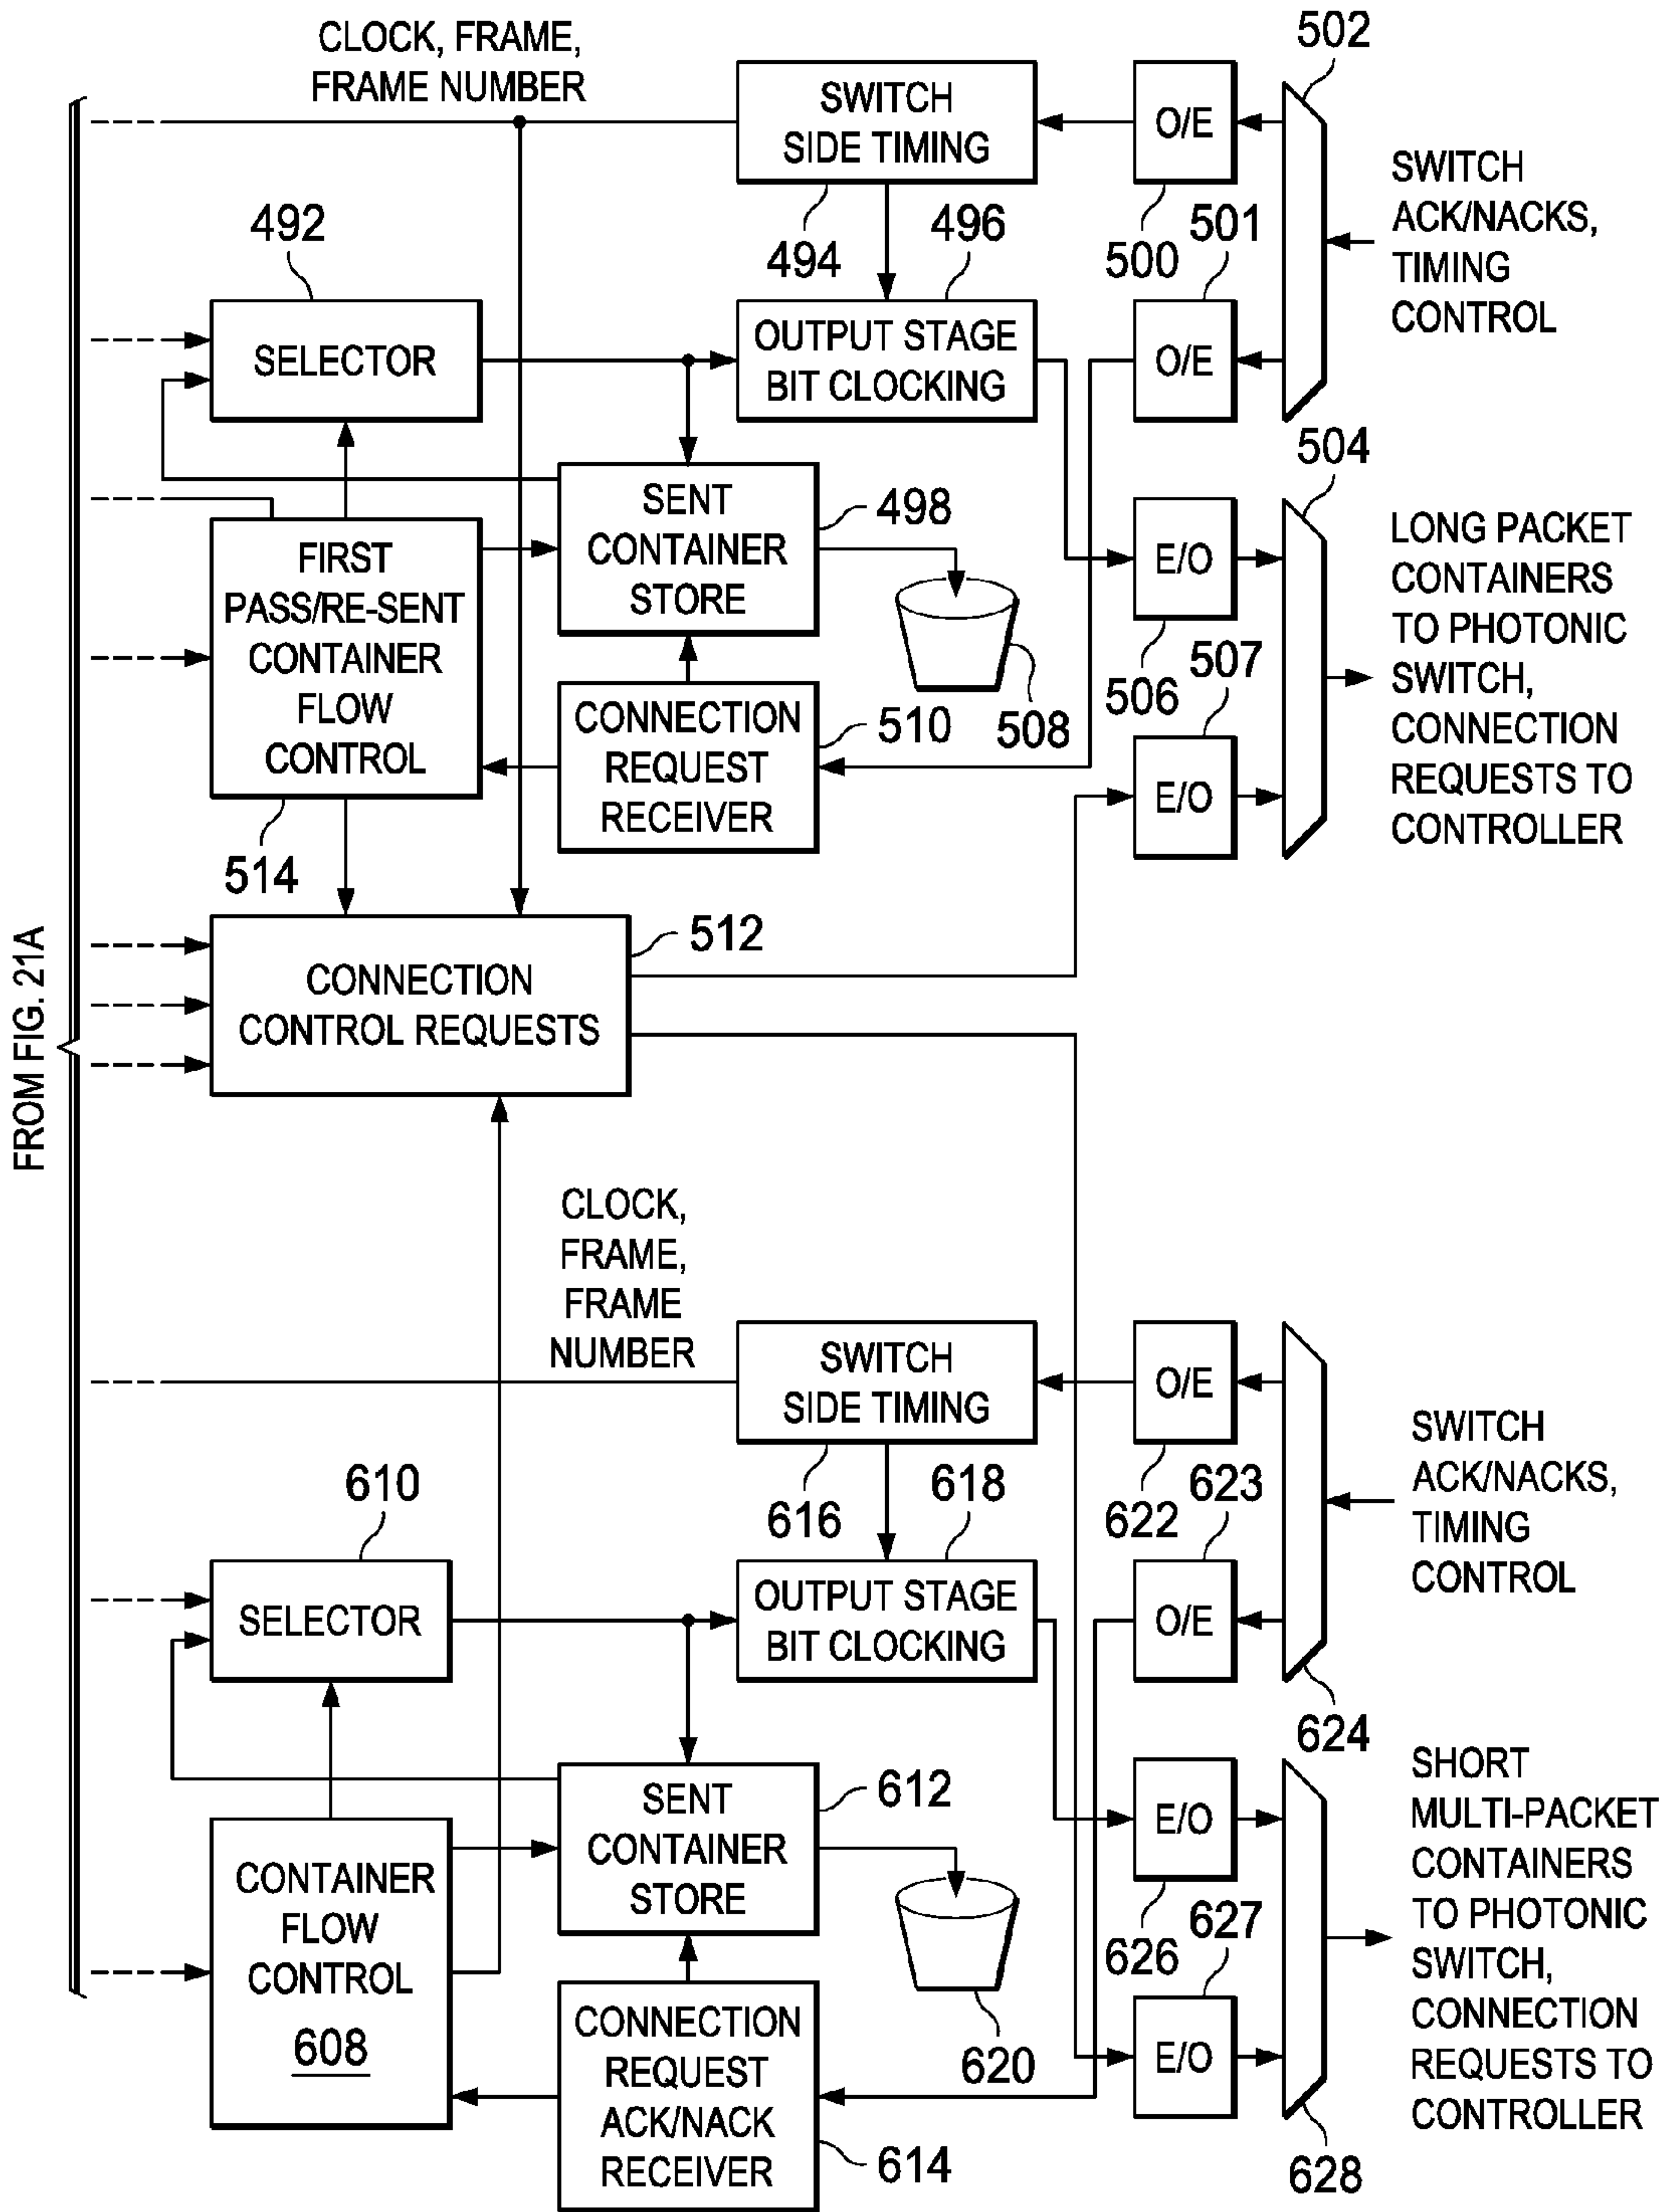 CLOCK, FRAME,
FRAME NUMBER
502
SWITCH
SIDE TIMING
O/E
SWITCH
ACK/NACKS,
TIMING
CONTROL
492
494
496
500
501
SELECTOR
OUTPUT STAGE
BIT CLOCKING
O/E
504
SENT
CONTAINER
STORE
498
FIRST
PASS/RE-SENT
CONTAINER
FLOW
CONTROL
E/O
LONG PACKET
CONTAINERS
TO PHOTONIC
SWITCH,
CONNECTION
REQUESTS TO
CONTROLLER
506
507
508
CONNECTION
REQUEST
RECEIVER
510
E/O
514
FROM FIG. 21A
512
CONNECTION
CONTROL REQUESTS
CLOCK,
FRAME,
FRAME
NUMBER
SWITCH
SIDE TIMING
O/E
SWITCH
ACK/NACKS,
TIMING
CONTROL
610
616
618
622
623
SELECTOR
OUTPUT STAGE
BIT CLOCKING
O/E
624
SENT
CONTAINER
STORE
612
E/O
SHORT
MULTI-PACKET
CONTAINERS
TO PHOTONIC
SWITCH,
CONNECTION
REQUESTS TO
CONTROLLER
CONTAINER
FLOW
CONTROL
608
626
627
620
CONNECTION
REQUEST
ACK/NACK
RECEIVER
614
E/O
628